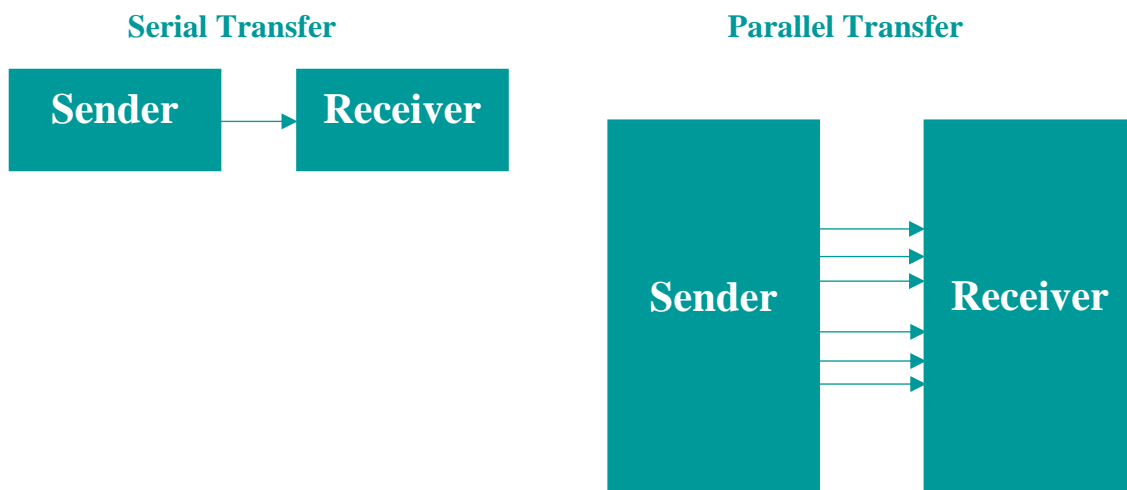 Serial Transfer
Sender
Receiver
Parallel Transfer
Sender
Receiver